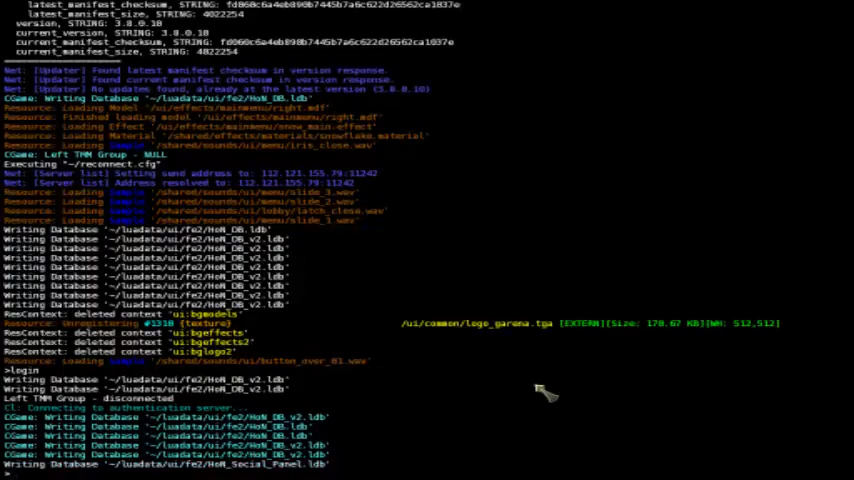 latest_manifest_checksum, STRING:
latest_manifest_size, STRING: 4022254
version, STRING: 3.8.0.10
current_version, STRING: 3.8.0.10
current_manifest_checksum, STRING:
current_manifest_size, STRING: 4022254
Net: [Updater] Found latest manifest checksum in version response.
Net: [Updater] Found current manifest checksum in version response.
Net: [Updater] No updates found, already at the latest version (3.8.0.10)
CGame: Writing Database '~/luadata/ui/fe2/HoN_DB.ldb'
Resource: Loading Model '/ui/effects/mainmenu/right.mdf'
Resource: Finished loading model '/ui/effects/mainmenu/right.mdf'
Resource: Loading Effect '/ui/effects/mainmenu/snow_main.effect'
Resource: Loading Material '/shared/effects/materials/snowflake.material'
Resource: Loading Sample '/shared/sounds/ui/menu/iris_close.wav'
CGame: Left TMM Group - NULL
Executing "~/reconnect.cfg"
Net: [Server list] Setting send address to: 112.121.155.79:11242
Net: [Server list] Address resolved to: 112.121.155.79:11242
Resource: Loading Sample '/shared/sounds/ui/menu/slide_3.wav'
Resource: Loading Sample '/shared/sounds/ui/menu/slide_2.wav'
Resource: Loading Sample '/shared/sounds/ui/lobby/latch_close.wav'
Resource: Loading Sample '/shared/sounds/ui/menu/slide_1.wav'
Writing Database '~/luadata/ui/fe2/HoN_DB.ldb'
Writing Database '~/luadata/ui/fe2/HoN_DB_v2.ldb'
Writing Database '~/luadata/ui/fe2/HoN_DB_v2.ldb'
Writing Database '~/luadata/ui/fe2/HoN_DB_v2.ldb'
Writing Database '~/luadata/ui/fe2/HoN_DB_v2.ldb'
Writing Database '~/luadata/ui/fe2/HoN_DB_v2.ldb'
Writing Database '~/luadata/ui/fe2/HoN_DB_v2.ldb'
Writing Database '~/luadata/ui/fe2/HoN_DB_v2.ldb'
Writing Database '~/luadata/ui/fe2/HoN_DB_v2.ldb'
ResContext: deleted context 'ui:bgmodels'
Resource: Unregistering #1310 {texture} /ui/common/logo_garena.tga [EXTERN][Size: 170.67 KB][WH: 512,512]
ResContext: deleted context 'ui:bgeffects'
ResContext: deleted context 'ui:bgeffects2'
ResContext: deleted context 'ui:bglogo2'
Resource: Loading Sample '/shared/sounds/ui/button_over_01.wav'
>login
Writing Database '~/luadata/ui/fe2/HoN_DB_v2.ldb'
Writing Database '~/luadata/ui/fe2/HoN_DB_v2.ldb'
Left TMM Group - disconnected
Cl: Connecting to authentication server...
CGame: Writing Database '~/luadata/ui/fe2/HoN_DB_v2.ldb'
CGame: Writing Database '~/luadata/ui/fe2/HoN_DB.ldb'
CGame: Writing Database '~/luadata/ui/fe2/HoN_DB_v2.ldb'
CGame: Writing Database '~/luadata/ui/fe2/HoN_DB_v2.ldb'
CGame: Writing Database '~/luadata/ui/fe2/HoN_DB_v2.ldb'
Writing Database '~/luadata/ui/fe2/HoN_Social_Panel.ldb'
>